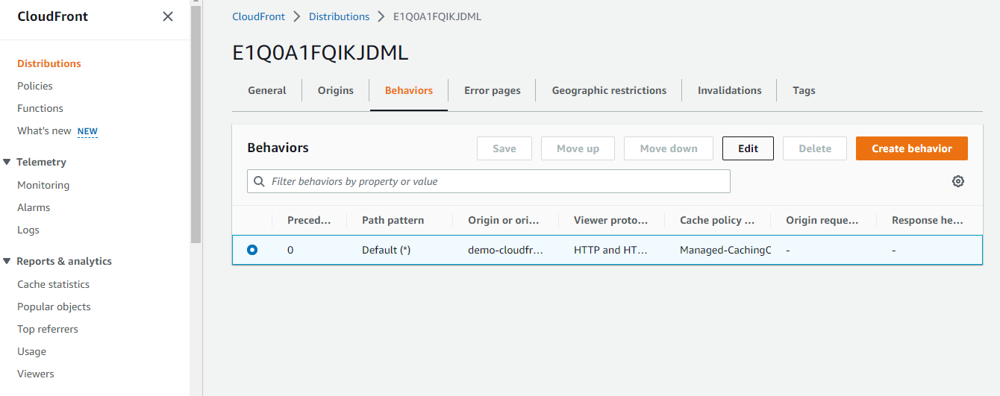 CloudFront
Distributions
Policies
Functions
What's new NEW
Telemetry
Monitoring
Alarms
Logs
Reports & analytics
Cache statistics
Popular objects
Top referrers
Usage
Viewers
CloudFront Distributions E1Q0A1FQIKJDML
E1Q0A1FQIKJDML
General Origins Behaviors Error pages Geographic restrictions Invalidations Tags
Behaviors Save Move up Move down Edit Delete Create behavior
Filter behaviors by property or value
Preced... Path pattern Origin or ori... Viewer proto... Cache policy ... Origin reque... Response he...
0 Default (*) demo-cloudfr... HTTP and HT... Managed-CachingO - -